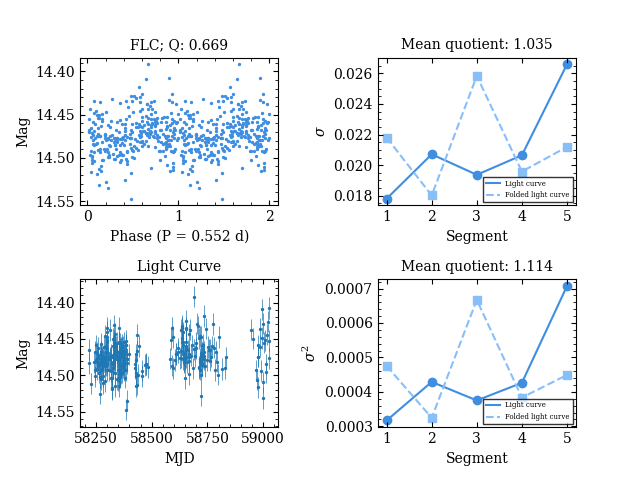 FLC; Q: 0.669
Mag
14.40
14.45
14.50
14.55
0
1
2
Phase (P = 0.552 d)
Mean quotient: 1.035
σ
0.026
0.024
0.022
0.020
0.018
Light curve
Folded light curve
1
2
3
4
5
Segment
Light Curve
Mag
14.40
14.45
14.50
14.55
58250
58500
58750
59000
MJD
Mean quotient: 1.114
σ²
0.0007
0.0006
0.0005
0.0004
0.0003
Light curve
Folded light curve
1
2
3
4
5
Segment